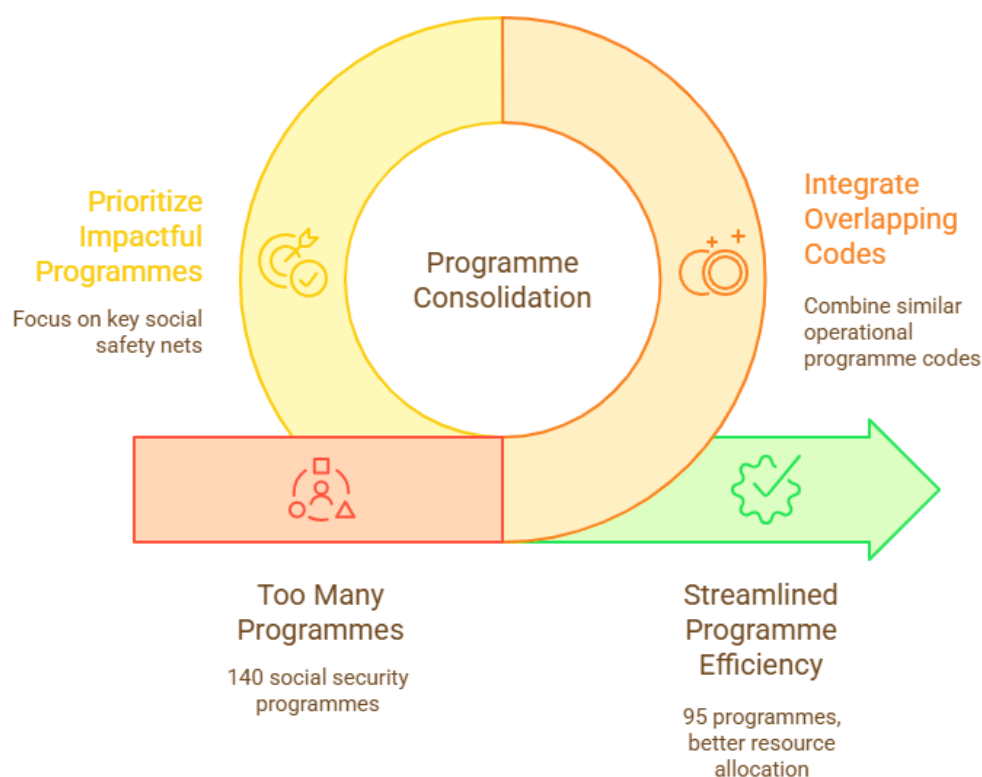 Prioritize
Impactful
Programmes
Focus on key social
safety nets
Programme
Consolidation
Integrate
Overlapping
Codes
Combine similar
operational
programme codes
Too Many
Programmes
140 social security
programmes
Streamlined
Programme
Efficiency
95 programmes,
better resource
allocation